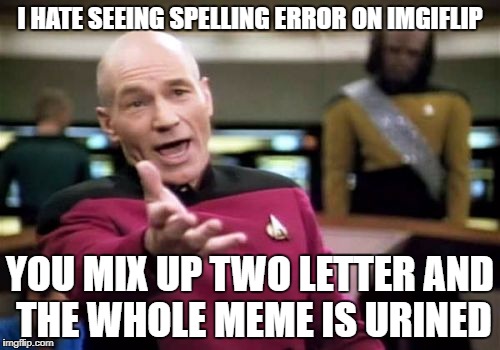 I HATE SEEING SPELLING ERROR ON IMGIFLIP
YOU MIX UP TWO LETTER AND
THE WHOLE MEME IS URINED
imgflip.com